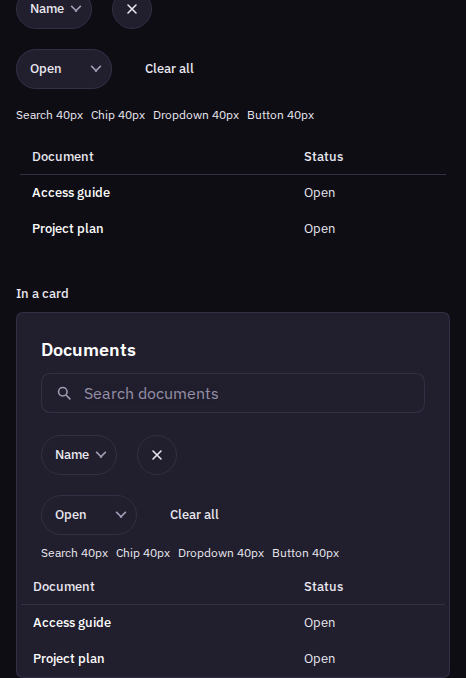 Name
Open Clear all
Search 40px Chip 40px Dropdown 40px Button 40px
Document Status
Access guide Open
Project plan Open
In a card
Documents
Search documents
Name
Open Clear all
Search 40px Chip 40px Dropdown 40px Button 40px
Document Status
Access guide Open
Project plan Open